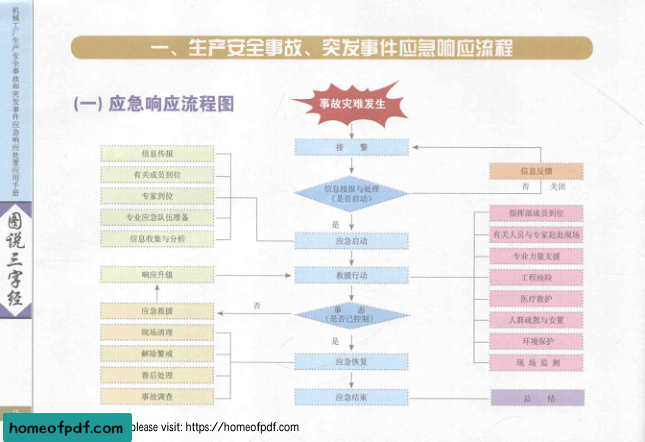 机械工厂生产安全事故和突发事件应急响应处置应用手册
图说三字经
一、生产安全事故、突发事件应急响应流程
(一) 应急响应流程图
事故灾难发生
接 警
信息传报
有关成员到位
专家到位
专业应急队伍准备
信息收集与分析
信息传报与处理
(是否启动)
信息反馈
否 关闭
是
应急启动
响应升级
救援行动
指挥部成员到位
有关人员与专家赶赴现场
专业力量支援
工程抢险
医疗救护
人群疏散与安置
环境保护
现 场 监 测
应急救援
否
事 态
(是否已控制)
是
现场清理
解除警戒
善后处理
事故调查
应急恢复
应急结束
总 结
homeofpdf.com
please visit: https://homeofpdf.com